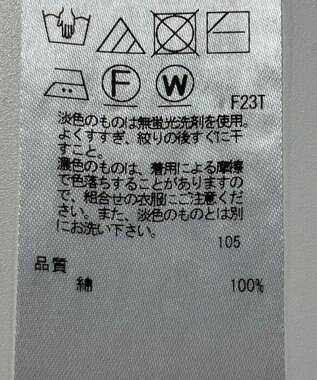 F W F23T
淡色のものは無蛍光洗剤を使用。
よくすすぎ、絞りの後すぐに干
すこと。
濃色のものは、着用による摩擦
で色落ちすることがありますの
で、組合せの衣服にご注意くだ
さい。また、淡色のものとは別
にお洗い下さい。
105
品質
綿 100%